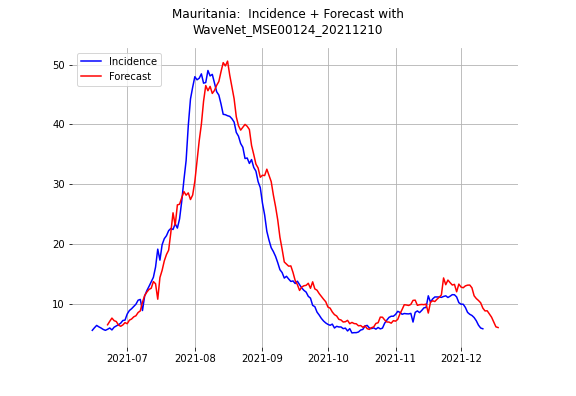 Mauritania:  Incidence + Forecast with
WaveNet_MSE00124_20211210
Incidence
Forecast
50
40
30
20
10
2021-07
2021-08
2021-09
2021-10
2021-11
2021-12